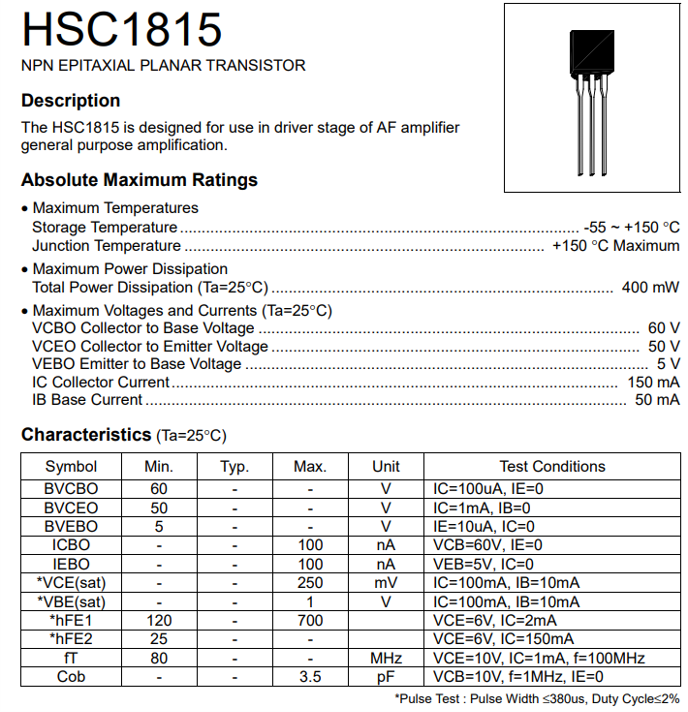 HSC1815
NPN EPITAXIAL PLANAR TRANSISTOR
Description
The HSC1815 is designed for use in driver stage of AF amplifier
general purpose amplification.
Absolute Maximum Ratings
• Maximum Temperatures
Storage Temperature ........ -55 ~ +150 °C
Junction Temperature ........ +150 °C Maximum
• Maximum Power Dissipation
Total Power Dissipation (Ta=25°C) ........ 400 mW
• Maximum Voltages and Currents (Ta=25°C)
VCBO Collector to Base Voltage ........ 60 V
VCEO Collector to Emitter Voltage ........ 50 V
VEBO Emitter to Base Voltage ........ 5 V
IC Collector Current ........ 150 mA
IB Base Current ........ 50 mA
Characteristics (Ta=25°C)
Symbol Min. Typ. Max. Unit Test Conditions
BVCBO 60 - - V IC=100uA, IE=0
BVCEO 50 - - V IC=1mA, IB=0
BVEBO 5 - - V IE=10uA, IC=0
ICBO - - 100 nA VCB=60V, IE=0
IEBO - - 100 nA VEB=5V, IC=0
*VCE(sat) - - 250 mV IC=100mA, IB=10mA
*VBE(sat) - - 1 V IC=100mA, IB=10mA
*hFE1 120 - 700 VCE=6V, IC=2mA
*hFE2 25 - - VCE=6V, IC=150mA
fT 80 - - MHz VCE=10V, IC=1mA, f=100MHz
Cob - - 3.5 pF VCB=10V, f=1MHz, IE=0
*Pulse Test : Pulse Width ≤380us, Duty Cycle≤2%